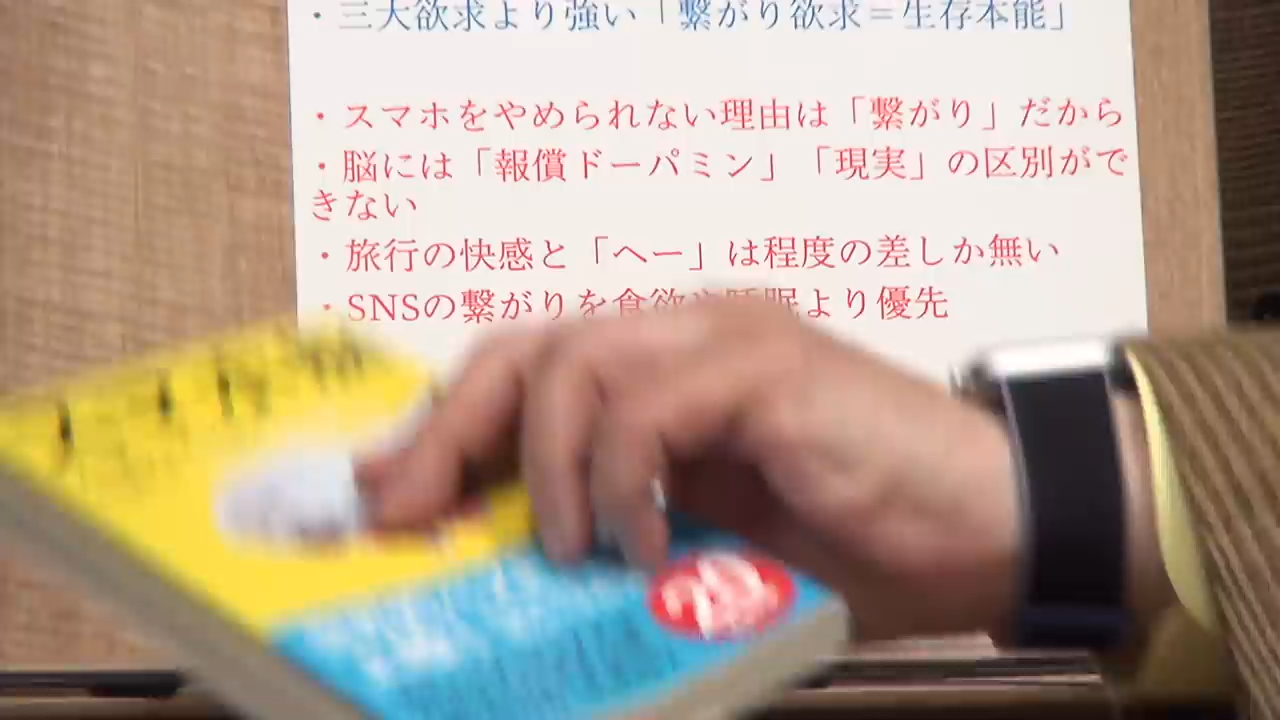 ・三大欲求より強い「繋がり欲求＝生存本能」
・スマホをやめられない理由は「繋がり」だから
・脳には「報償ドーパミン」「現実」の区別がで
きない
・旅行の快感と「へー」は程度の差しか無い
・SNSの繋がりを食欲や睡眠より優先